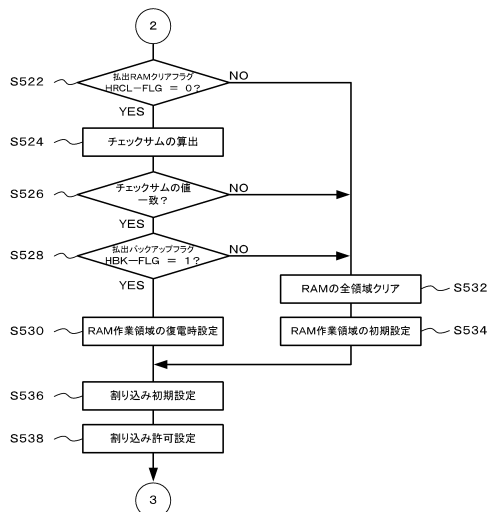 2
S522
払出RAMクリアフラグ
HRCL－FLG ＝ 0？
NO
YES
S524
チェックサムの算出
S526
チェックサムの値
一致？
NO
YES
S528
払出バックアップフラグ
HBK－FLG ＝ 1？
NO
YES
RAMの全領域クリア
S532
S530
RAM作業領域の復電時設定
RAM作業領域の初期設定
S534
S536
割り込み初期設定
S538
割り込み許可設定
3